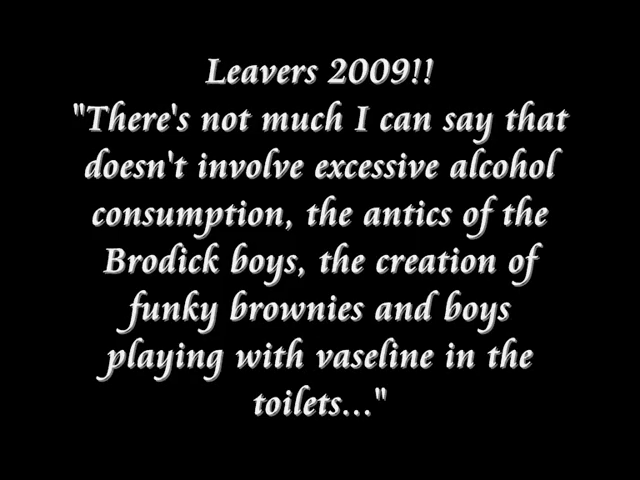 Leavers 2009!!
"There's not much I can say that
doesn't involve excessive alcohol
consumption, the antics of the
Brodick boys, the creation of
funky brownies and boys
playing with vaseline in the
toilets..."